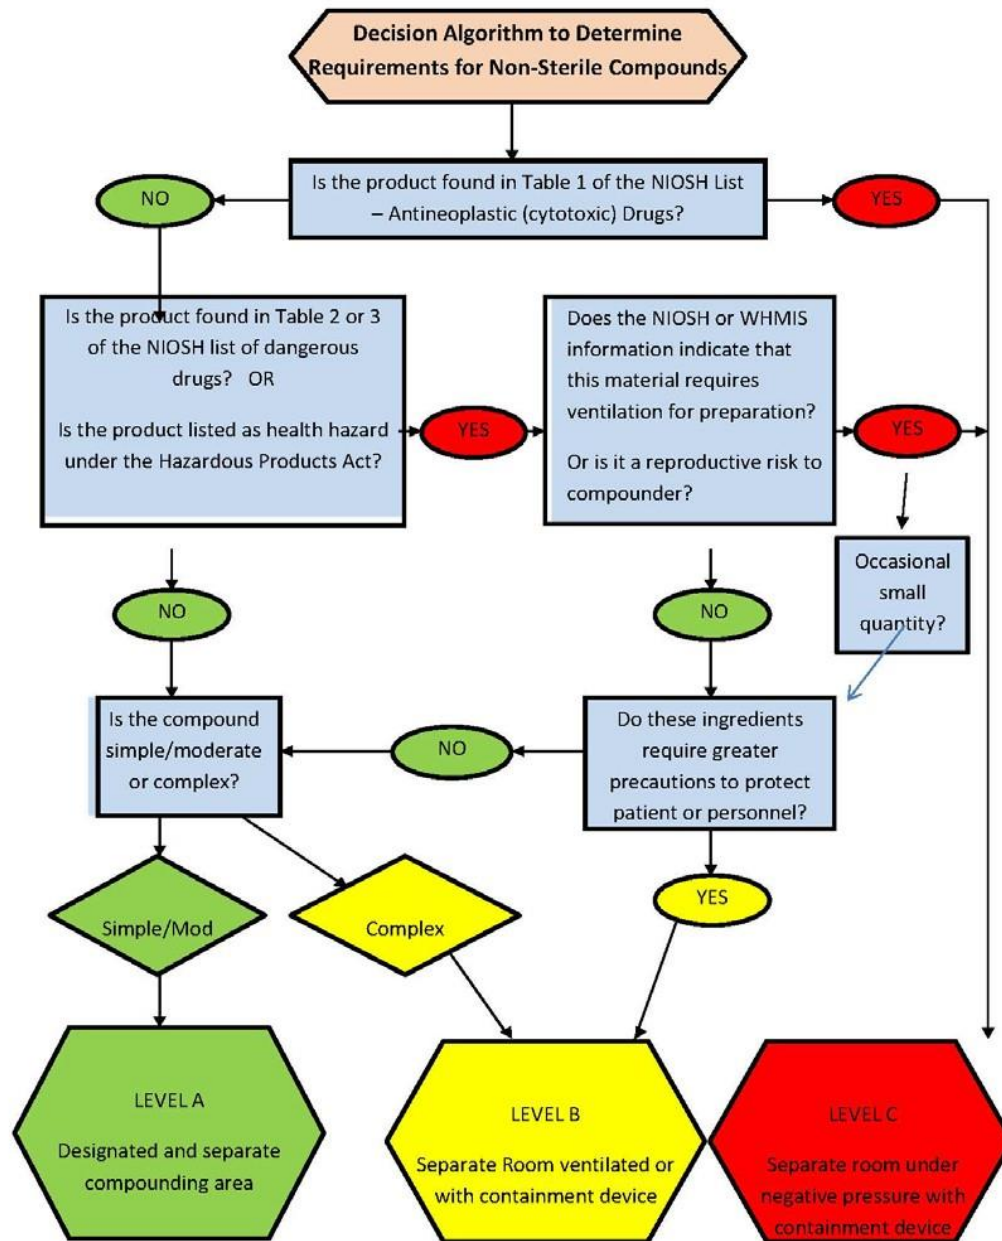 Decision Algorithm to Determine
Requirements for Non-Sterile Compounds
Is the product found in Table 1 of the NIOSH List
– Antineoplastic (cytotoxic) Drugs?
NO
YES
Is the product found in Table 2 or 3
of the NIOSH list of dangerous
drugs? OR
Is the product listed as health hazard
under the Hazardous Products Act?
YES
Does the NIOSH or WHMIS
information indicate that
this material requires
ventilation for preparation?
Or is it a reproductive risk to
compounder?
YES
Occasional
small
quantity?
NO
NO
Is the compound
simple/moderate
or complex?
NO
Do these ingredients
require greater
precautions to protect
patient or personnel?
Simple/Mod
Complex
YES
LEVEL A
Designated and separate
compounding area
LEVEL B
Separate Room ventilated or
with containment device
LEVEL C
Separate room under
negative pressure with
containment device